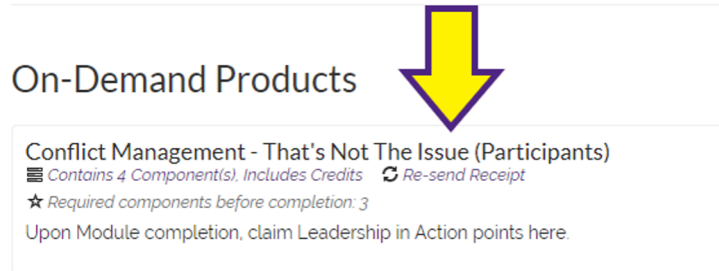 On-Demand Products
Conflict Management - That's Not The Issue (Participants)
Contains 4 Component(s), Includes Credits Re-send Receipt
Required components before completion: 3
Upon Module completion, claim Leadership in Action points here.